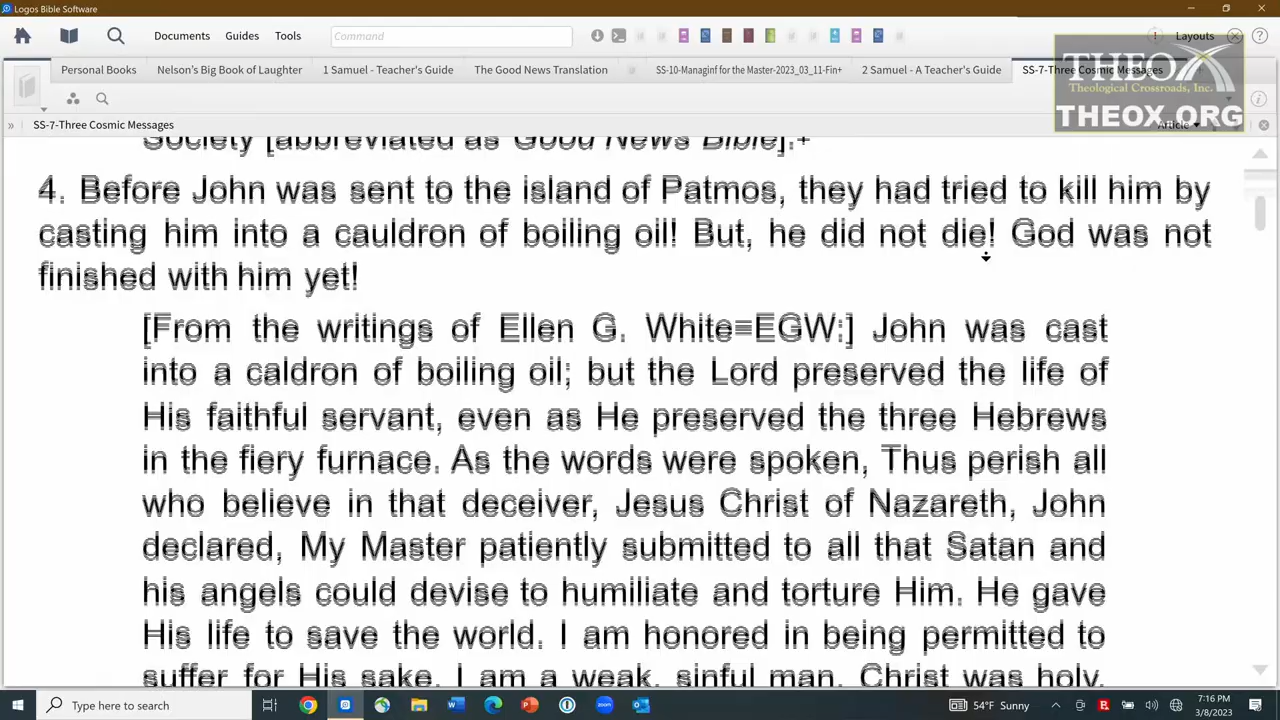 Logos Bible Software
Documents Guides Tools Command Layouts
Personal Books Nelson's Big Book of Laughter 1 Samuel The Good News Translation SS-10-Managinf for the Master-2023_03_11-Fin+ 2 Samuel - A Teacher's Guide SS-7-Three Cosmic Messages
THEOX
Theological Crossroads, Inc.
THEOX.ORG
SS-7-Three Cosmic Messages Article
Society [abbreviated as Good News Bible].+
4. Before John was sent to the island of Patmos, they had tried to kill him by
casting him into a cauldron of boiling oil! But, he did not die! God was not
finished with him yet!
[From the writings of Ellen G. White≡EGW:] John was cast
into a caldron of boiling oil; but the Lord preserved the life of
His faithful servant, even as He preserved the three Hebrews
in the fiery furnace. As the words were spoken, Thus perish all
who believe in that deceiver, Jesus Christ of Nazareth, John
declared, My Master patiently submitted to all that Satan and
his angels could devise to humiliate and torture Him. He gave
His life to save the world. I am honored in being permitted to
suffer for His sake. I am a weak, sinful man. Christ was holy,
Type here to search 54°F Sunny 7:16 PM
3/8/2023